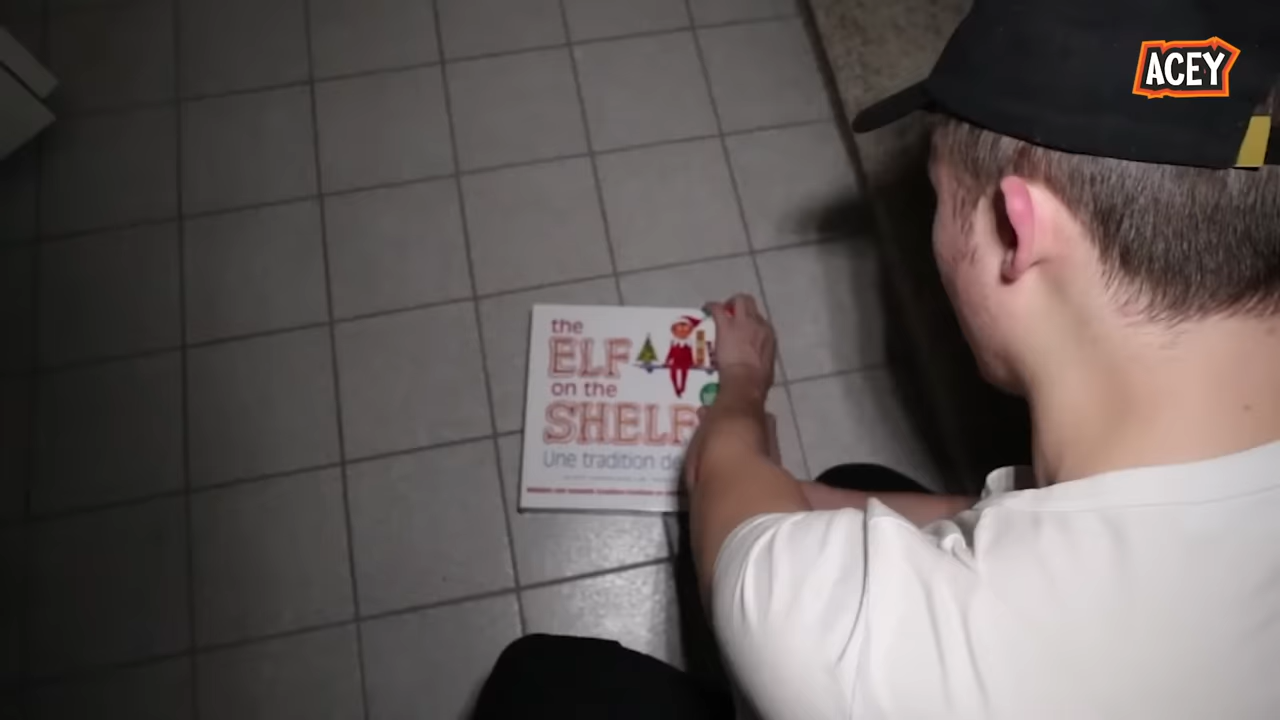 ACEY
the
ELF
on the
SHELF
Une tradition de